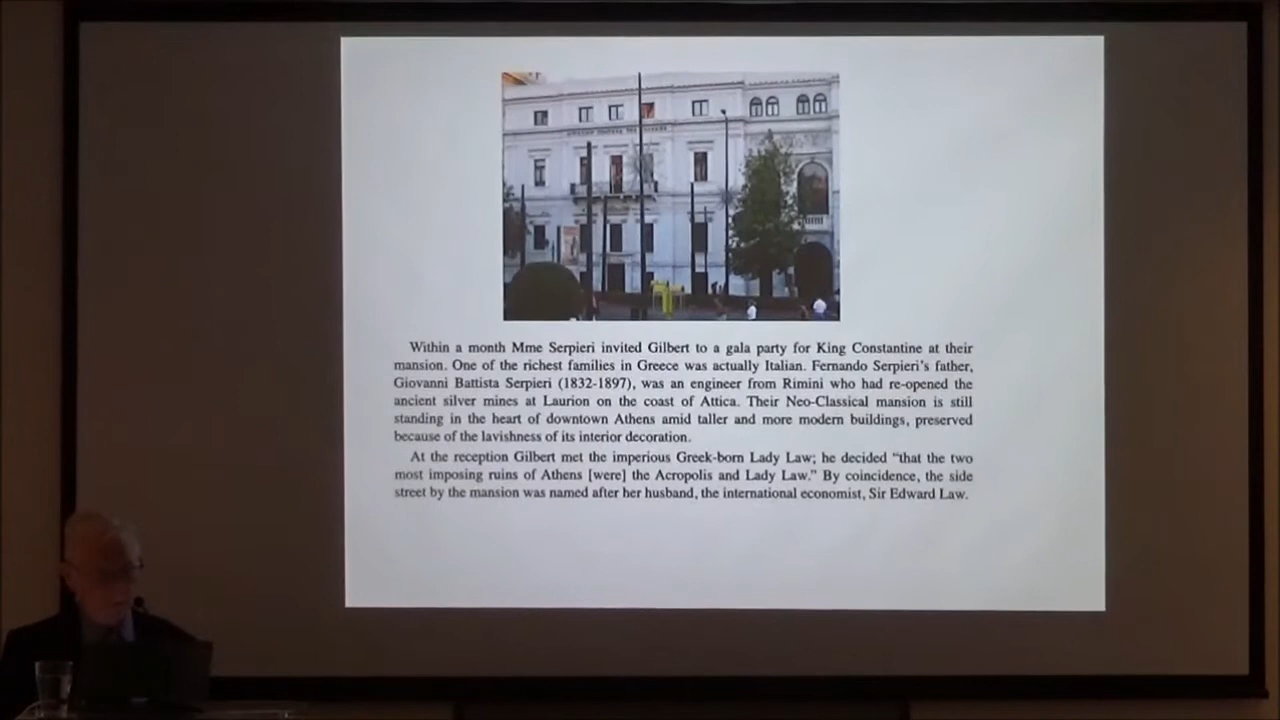 Within a month Mme Serpieri invited Gilbert to a gala party for King Constantine at their
mansion. One of the richest families in Greece was actually Italian. Fernando Serpieri's father,
Giovanni Battista Serpieri (1832-1897), was an engineer from Rimini who had re-opened the
ancient silver mines at Laurion on the coast of Attica. Their Neo-Classical mansion is still
standing in the heart of downtown Athens amid taller and more modern buildings, preserved
because of the lavishness of its interior decoration.
At the reception Gilbert met the imperious Greek-born Lady Law; he decided "that the two
most imposing ruins of Athens [were] the Acropolis and Lady Law." By coincidence, the side
street by the mansion was named after her husband, the international economist, Sir Edward Law.